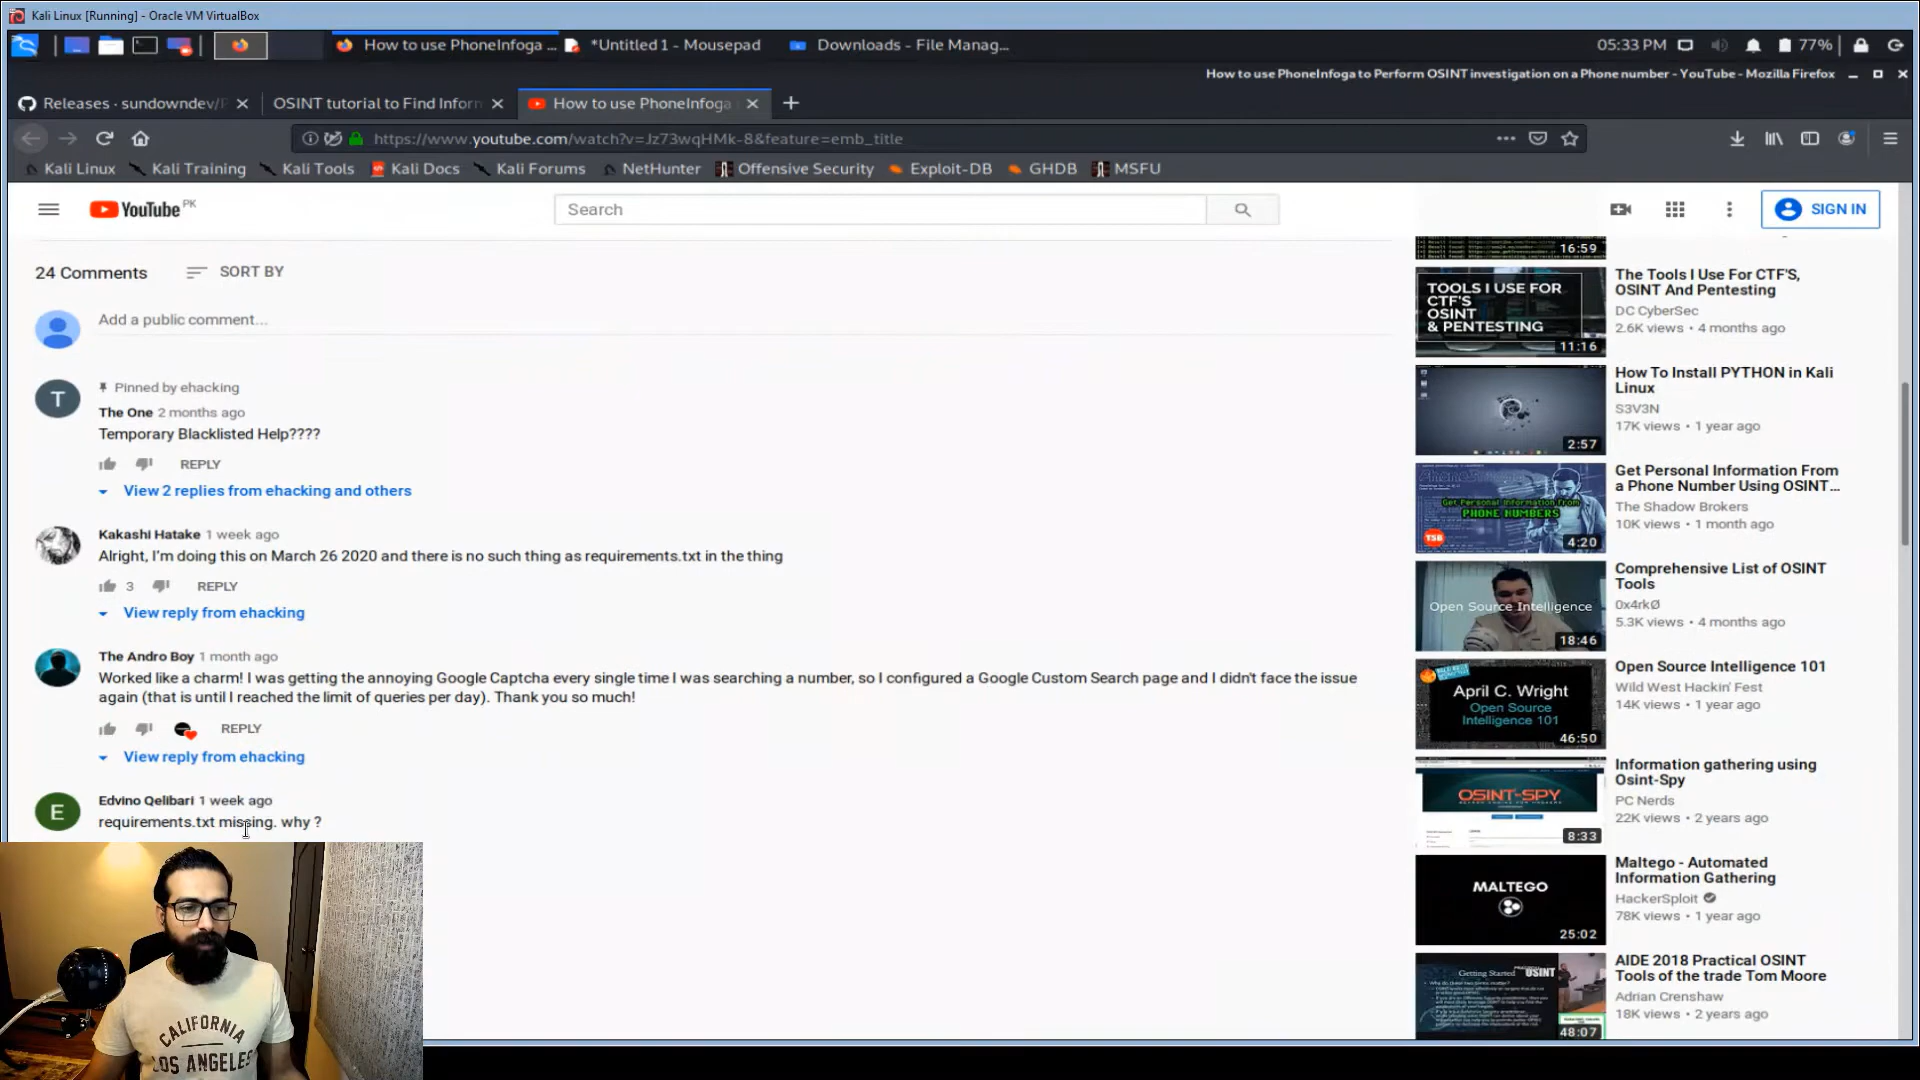 Kali Linux [Running] - Oracle VM VirtualBox
How to use PhoneInfoga ...
*Untitled 1 - Mousepad
Downloads - File Manag...
05:33 PM
77%
How to use PhoneInfoga to Perform OSINT investigation on a Phone number - YouTube - Mozilla Firefox
Releases · sundowndev/P
OSINT tutorial to Find Inforn
How to use PhoneInfoga
https://www.youtube.com/watch?v=Jz73wqHMk-8&feature=emb_title
Kali Linux
Kali Training
Kali Tools
Kali Docs
Kali Forums
NetHunter
Offensive Security
Exploit-DB
GHDB
MSFU
YouTube PK
Search
SIGN IN
24 Comments
SORT BY
Add a public comment...
Pinned by ehacking
The One 2 months ago
Temporary Blacklisted Help????
REPLY
View 2 replies from ehacking and others
Kakashi Hatake 1 week ago
Alright, I'm doing this on March 26 2020 and there is no such thing as requirements.txt in the thing
3
REPLY
View reply from ehacking
The Andro Boy 1 month ago
Worked like a charm! I was getting the annoying Google Captcha every single time I was searching a number, so I configured a Google Custom Search page and I didn't face the issue
again (that is until I reached the limit of queries per day). Thank you so much!
REPLY
View reply from ehacking
Edvino Qelibari 1 week ago
requirements.txt missing. why ?
T
E
CALIFORNIA
LOS ANGELES
16:59
TOOLS I USE FOR
CTF'S
OSINT
& PENTESTING
11:16
The Tools I Use For CTF'S,
OSINT And Pentesting
DC CyberSec
2.6K views • 4 months ago
2:57
How To Install PYTHON in Kali
Linux
S3V3N
17K views • 1 year ago
Get Personal Information From
PHONE NUMBERS
TSB
4:20
Get Personal Information From
a Phone Number Using OSINT...
The Shadow Brokers
10K views • 1 month ago
Open Source Intelligence
18:46
Comprehensive List of OSINT
Tools
0x4rkØ
5.3K views • 4 months ago
April C. Wright
Open Source
Intelligence 101
46:50
Open Source Intelligence 101
Wild West Hackin' Fest
14K views • 1 year ago
OSINT-SPY
8:33
Information gathering using
Osint-Spy
PC Nerds
22K views • 2 years ago
MALTEGO
25:02
Maltego - Automated
Information Gathering
HackerSploit
78K views • 1 year ago
Getting Started
OSINT
48:07
AIDE 2018 Practical OSINT
Tools of the trade Tom Moore
Adrian Crenshaw
18K views • 2 years ago